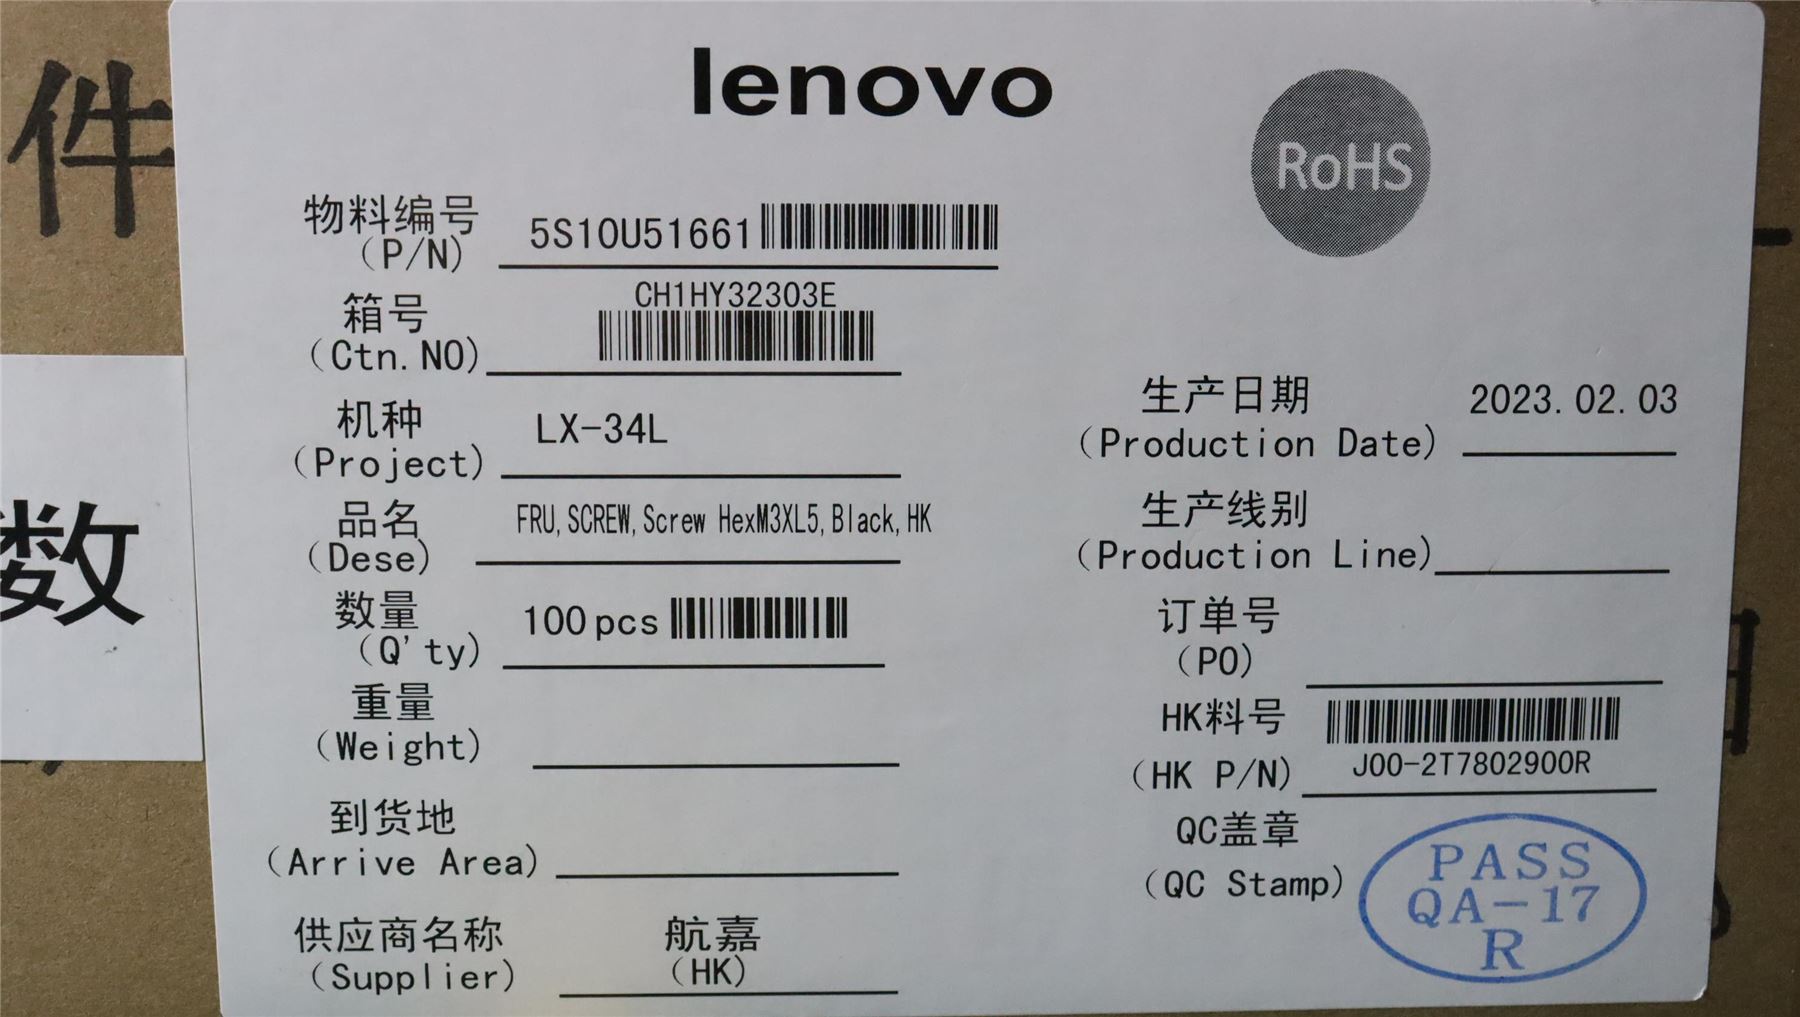 件
lenovo
RoHS
物料编号
(P/N)
5S10U51661
箱号
(Ctn.NO)
CH1HY32303E
机种
(Project)
LX-34L
品名
(Dese)
FRU,SCREW,Screw HexM3XL5,Black,HK
数量
(Q'ty)
100pcs
重量
(Weight)
到货地
(Arrive Area)
供应商名称
(Supplier)
航嘉
(HK)
生产日期
(Production Date)
2023.02.03
生产线别
(Production Line)
订单号
(PO)
HK料号
(HK P/N)
J00-2T7802900R
QC盖章
(QC Stamp)
PASS
QA-17
R
数